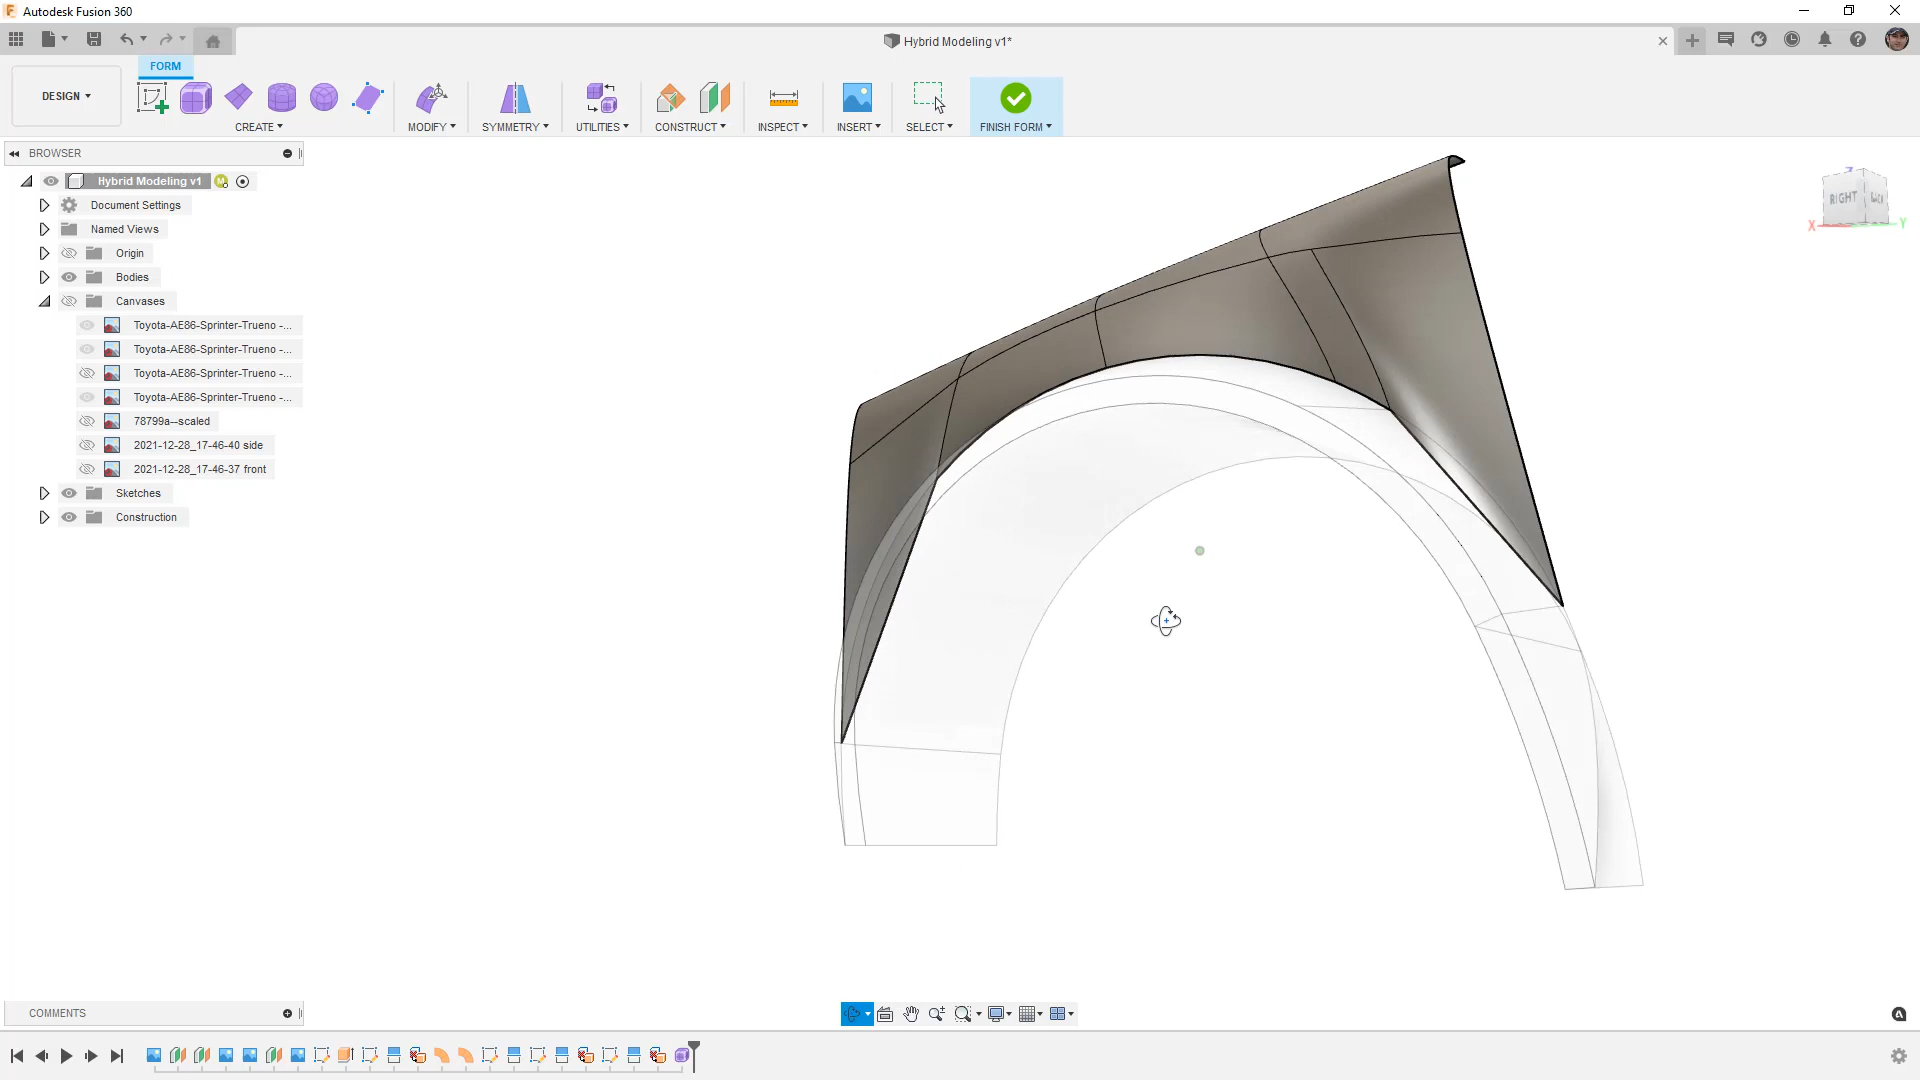 Autodesk Fusion 360
Hybrid Modeling v1*
FORM
DESIGN
CREATE
MODIFY
SYMMETRY
UTILITIES
CONSTRUCT
INSPECT
INSERT
SELECT
FINISH FORM
BROWSER
Hybrid Modeling v1
Document Settings
Named Views
Origin
Bodies
Canvases
Toyota-AE86-Sprinter-Trueno -...
Toyota-AE86-Sprinter-Trueno -...
Toyota-AE86-Sprinter-Trueno -...
Toyota-AE86-Sprinter-Trueno -...
78799a--scaled
2021-12-28_17-46-40 side
2021-12-28_17-46-37 front
Sketches
Construction
Z
RIGHT
BACK
X
Y
COMMENTS